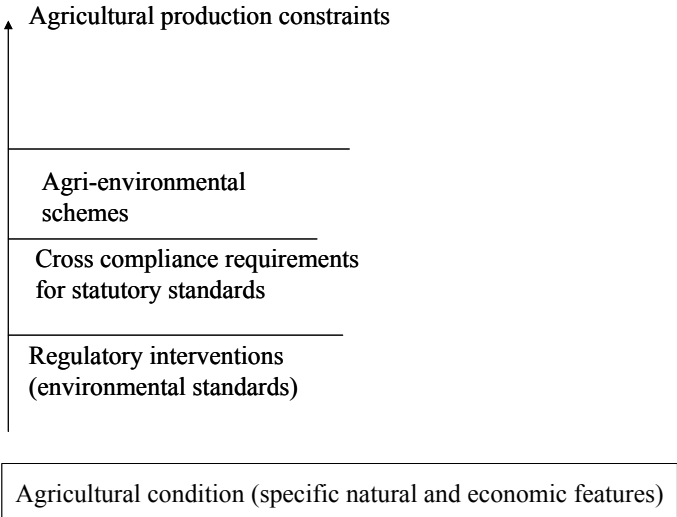 Agricultural production constraints
Agri-environmental
schemes
Cross compliance requirements
for statutory standards
Regulatory interventions
(environmental standards)
Agricultural condition (specific natural and economic features)